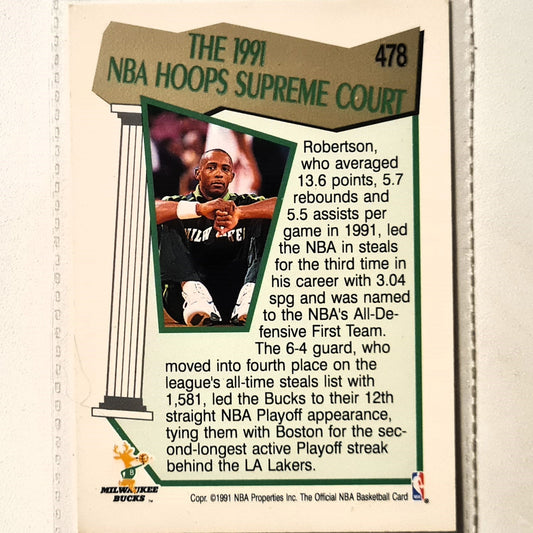 THE 1991
478
NBA HOOPS SUPREME COURT
Robertson,
who averaged
13.6 points, 5.7
rebounds and
5.5 assists per
game in 1991, led
the NBA in steals
for the third time in
his career with 3.04
spg and was named
to the NBA's All-De-
fensive First Team.
The 6-4 guard, who
moved into fourth place on the
league's all-time steals list with
1,581, led the Bucks to their 12th
straight NBA Playoff appearance,
tying them with Boston for the sec-
ond-longest active Playoff streak
behind the LA Lakers.
MILWAUKEE
BUCKS ™
Copr. ©1991 NBA Properties Inc. The Official NBA Basketball Card